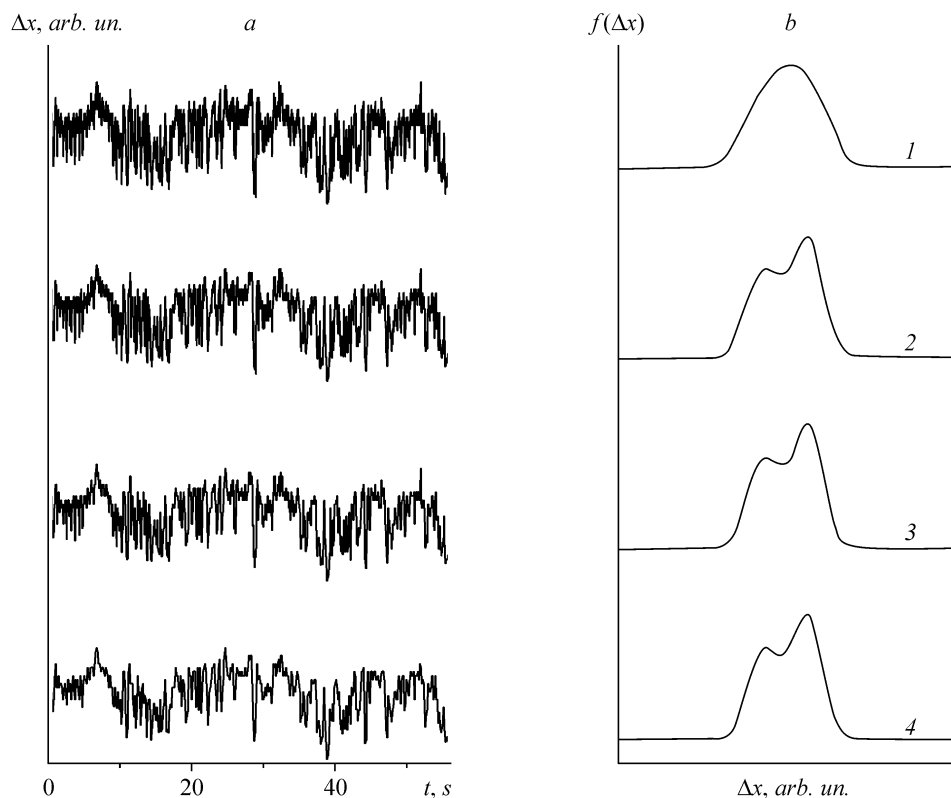 Δx, arb. un.
a
f(Δx)
b
1
2
3
4
0
20
40
t, s
Δx, arb. un.